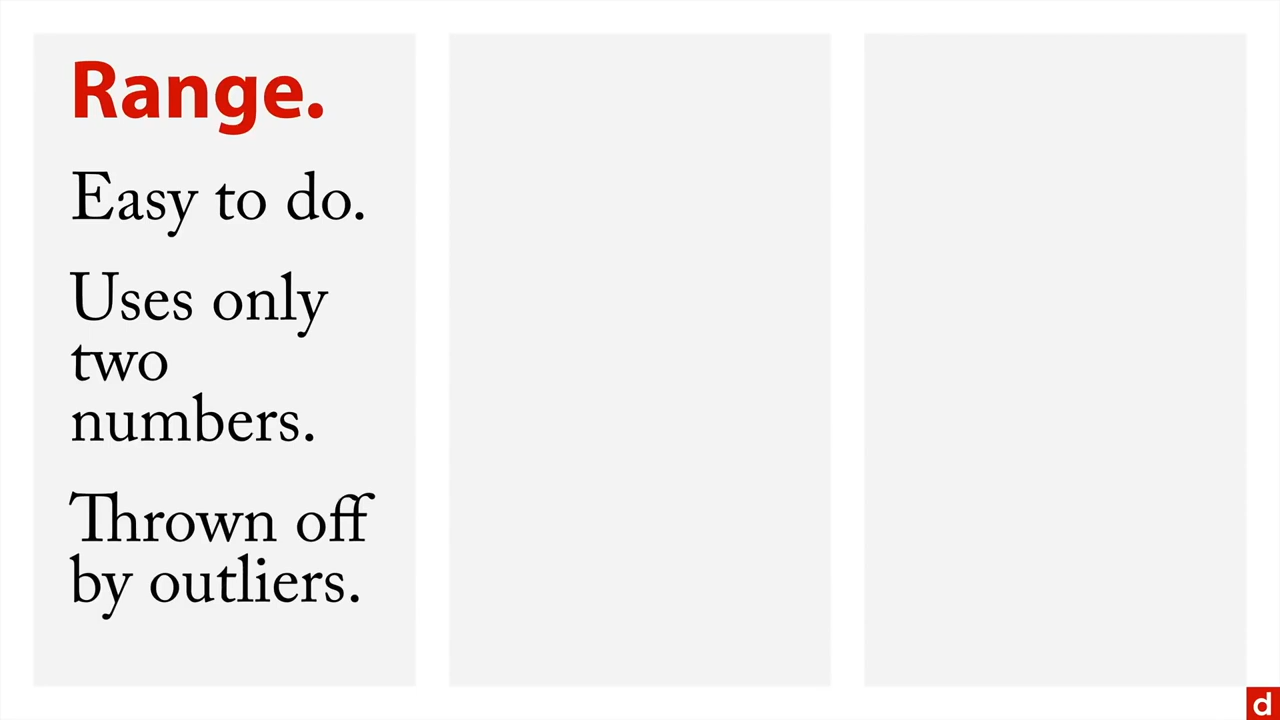 Range.
Easy to do.
Uses only
two
numbers.
Thrown off
by outliers.
d